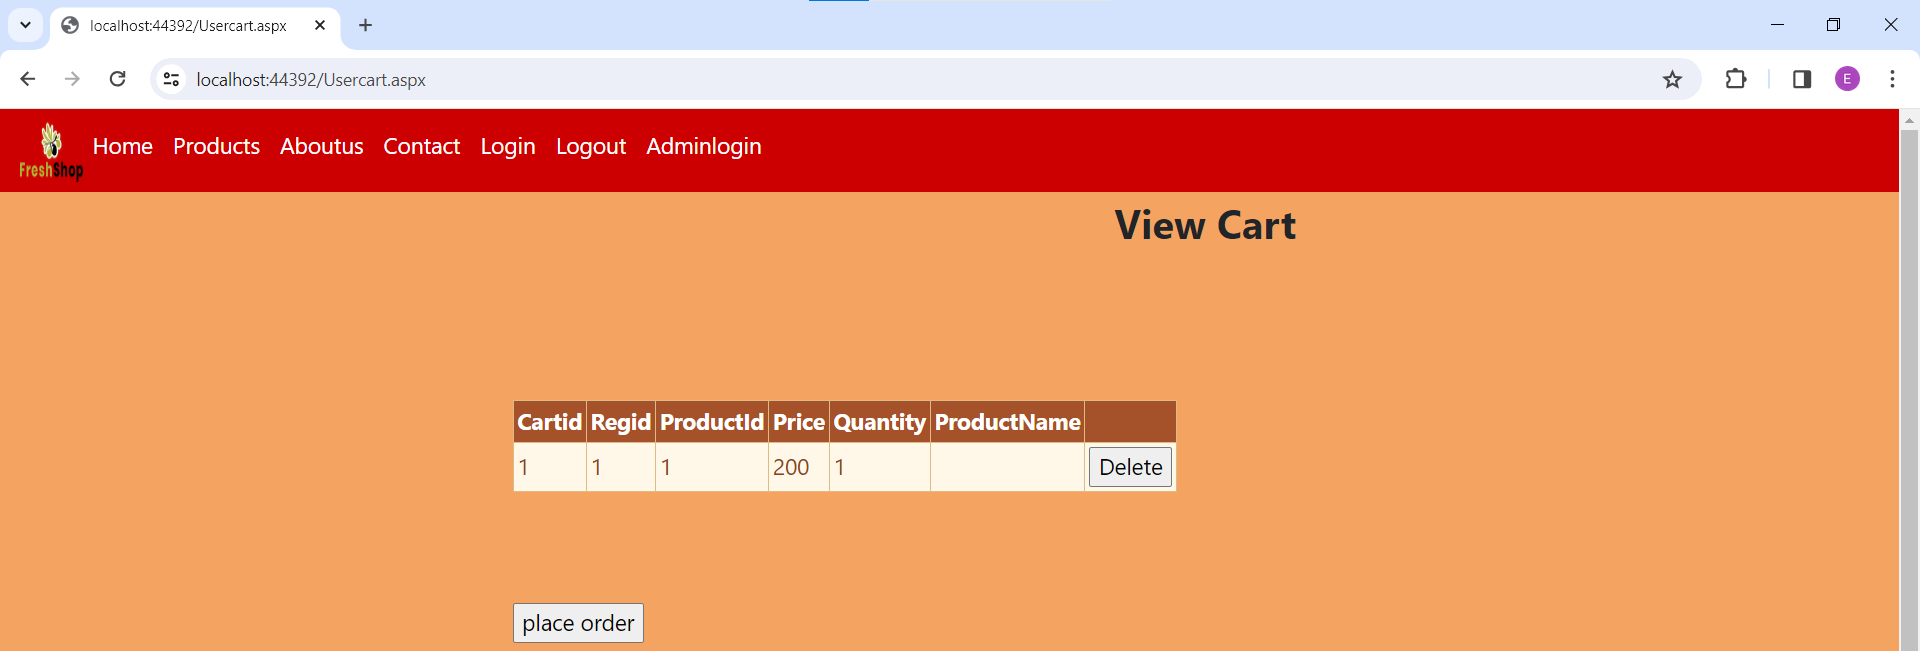 localhost:44392/Usercart.aspx
localhost:44392/Usercart.aspx
E
FreshShop
Home Products Aboutus Contact Login Logout Adminlogin
View Cart
Cartid Regid ProductId Price Quantity ProductName
1 1 1 200 1 Delete
place order